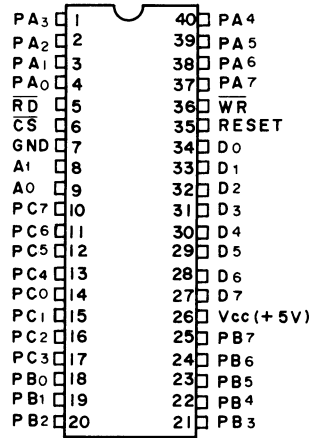 PA3 1 40 PA4
PA2 2 39 PA5
PA1 3 38 PA6
PA0 4 37 PA7
RD 5 36 WR
CS 6 35 RESET
GND 7 34 D0
A1 8 33 D1
A0 9 32 D2
PC7 10 31 D3
PC6 11 30 D4
PC5 12 29 D5
PC4 13 28 D6
PC0 14 27 D7
PC1 15 26 Vcc (+5V)
PC2 16 25 PB7
PC3 17 24 PB6
PB0 18 23 PB5
PB1 19 22 PB4
PB2 20 21 PB3